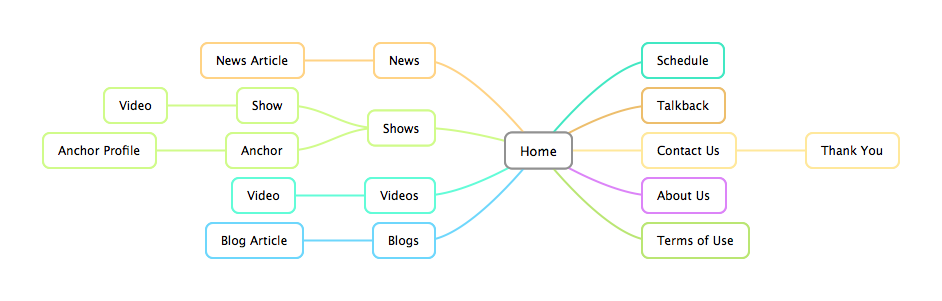 News Article
News
Schedule
Video
Show
Talkback
Shows
Anchor Profile
Anchor
Home
Contact Us
Thank You
Video
Videos
About Us
Blog Article
Blogs
Terms of Use